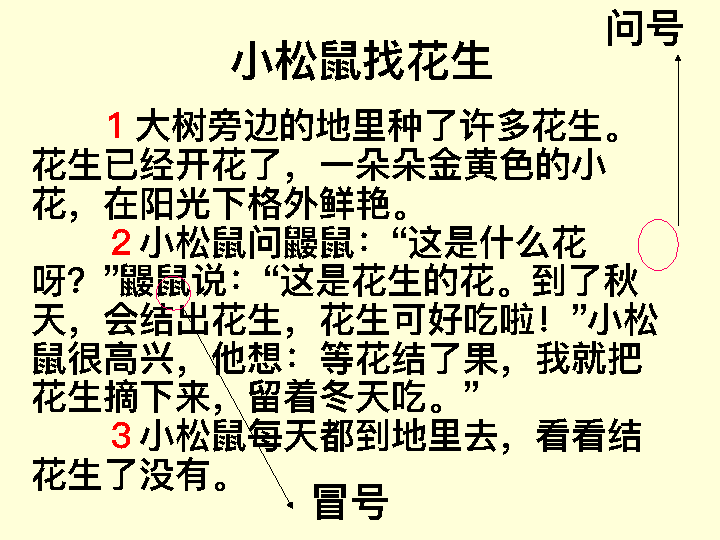 问号
小松鼠找花生
1 大树旁边的地里种了许多花生。
花生已经开花了，一朵朵金黄色的小
花，在阳光下格外鲜艳。
2 小松鼠问鼹鼠：“这是什么花
呀？”鼹鼠说：“这是花生的花。到了秋
天，会结出花生，花生可好吃啦！”小松
鼠很高兴，他想：等花结了果，我就把
花生摘下来，留着冬天吃。”
3 小松鼠每天都到地里去，看看结
花生了没有。
冒号